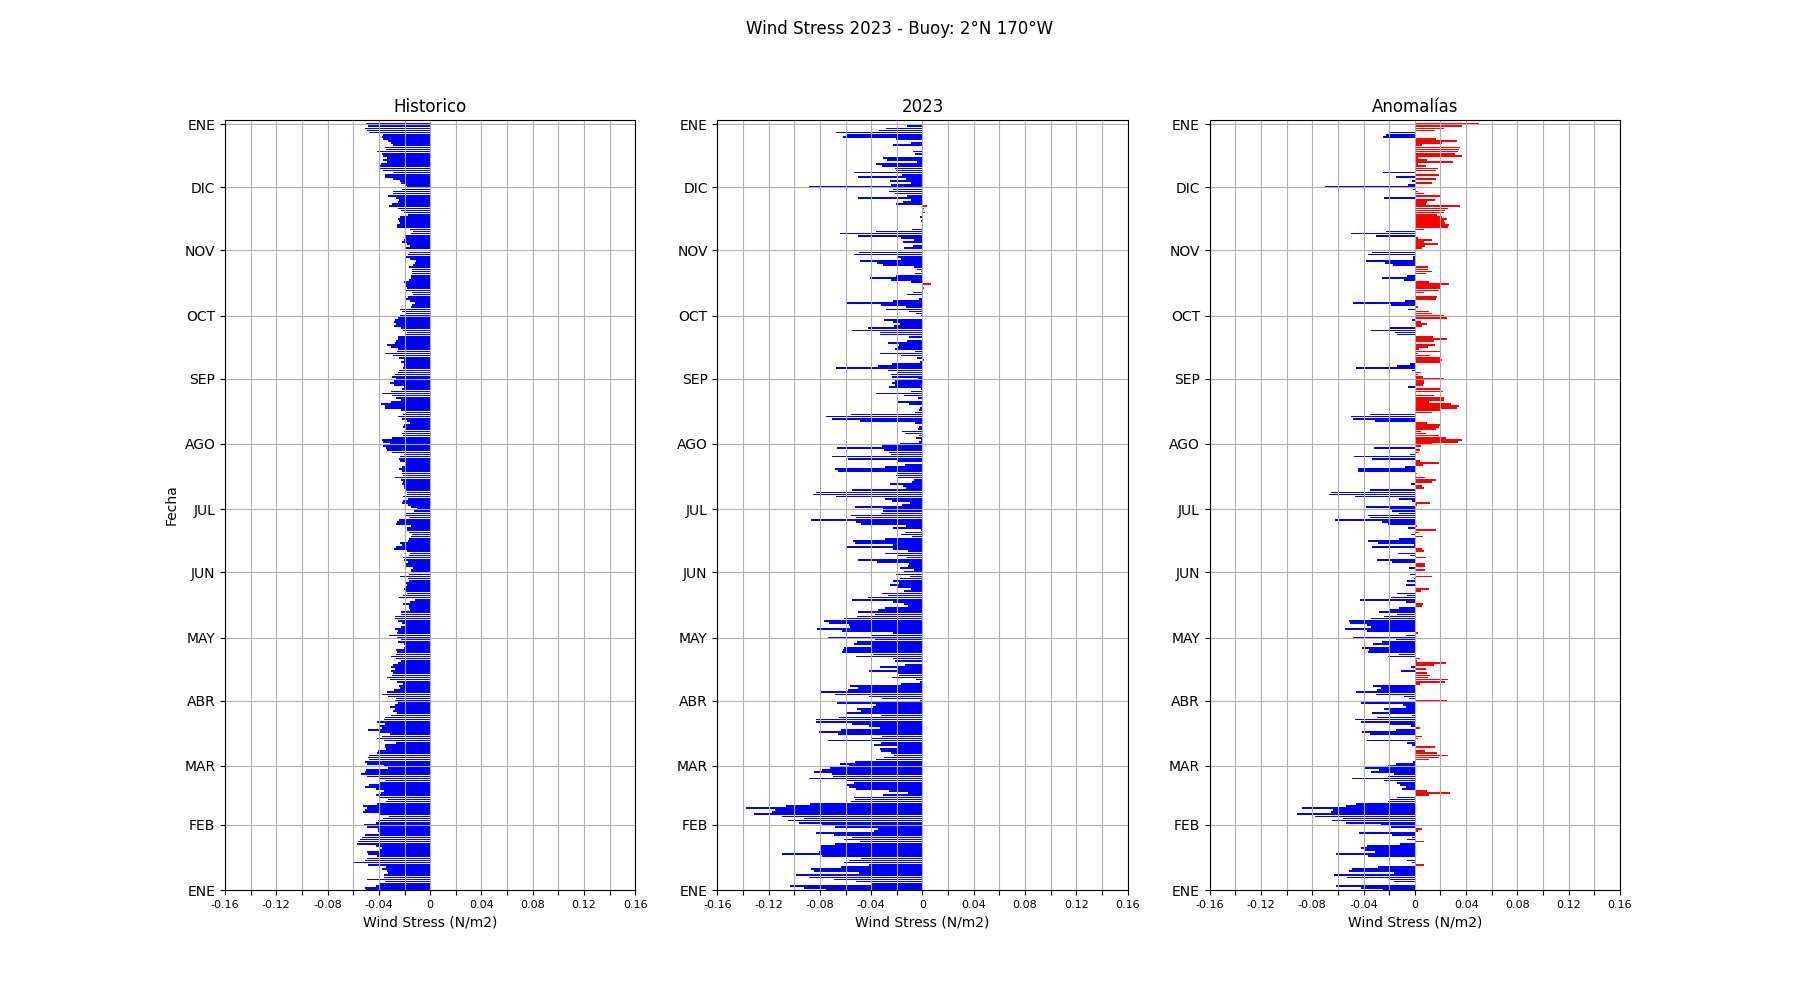 Wind Stress 2023 - Buoy: 2°N 170°W
Historico
ENE
DIC
NOV
OCT
SEP
AGO
JUL
JUN
MAY
ABR
MAR
FEB
ENE
Fecha
-0.16 -0.12 -0.08 -0.04 0 0.04 0.08 0.12 0.16
Wind Stress (N/m2)
2023
ENE
DIC
NOV
OCT
SEP
AGO
JUL
JUN
MAY
ABR
MAR
FEB
ENE
-0.16 -0.12 -0.08 -0.04 0 0.04 0.08 0.12 0.16
Wind Stress (N/m2)
Anomalías
ENE
DIC
NOV
OCT
SEP
AGO
JUL
JUN
MAY
ABR
MAR
FEB
ENE
-0.16 -0.12 -0.08 -0.04 0 0.04 0.08 0.12 0.16
Wind Stress (N/m2)